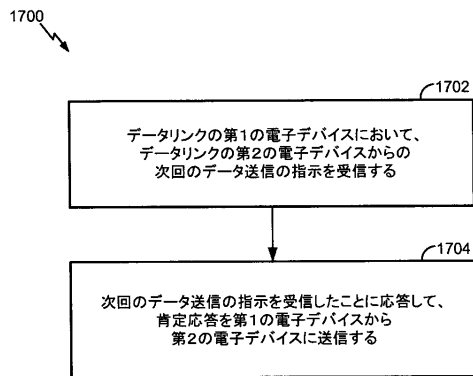 1700
1702
データリンクの第1の電子デバイスにおいて、
データリンクの第2の電子デバイスからの
次回のデータ送信の指示を受信する
1704
次回のデータ送信の指示を受信したことに応答して、
肯定応答を第1の電子デバイスから
第2の電子デバイスに送信する